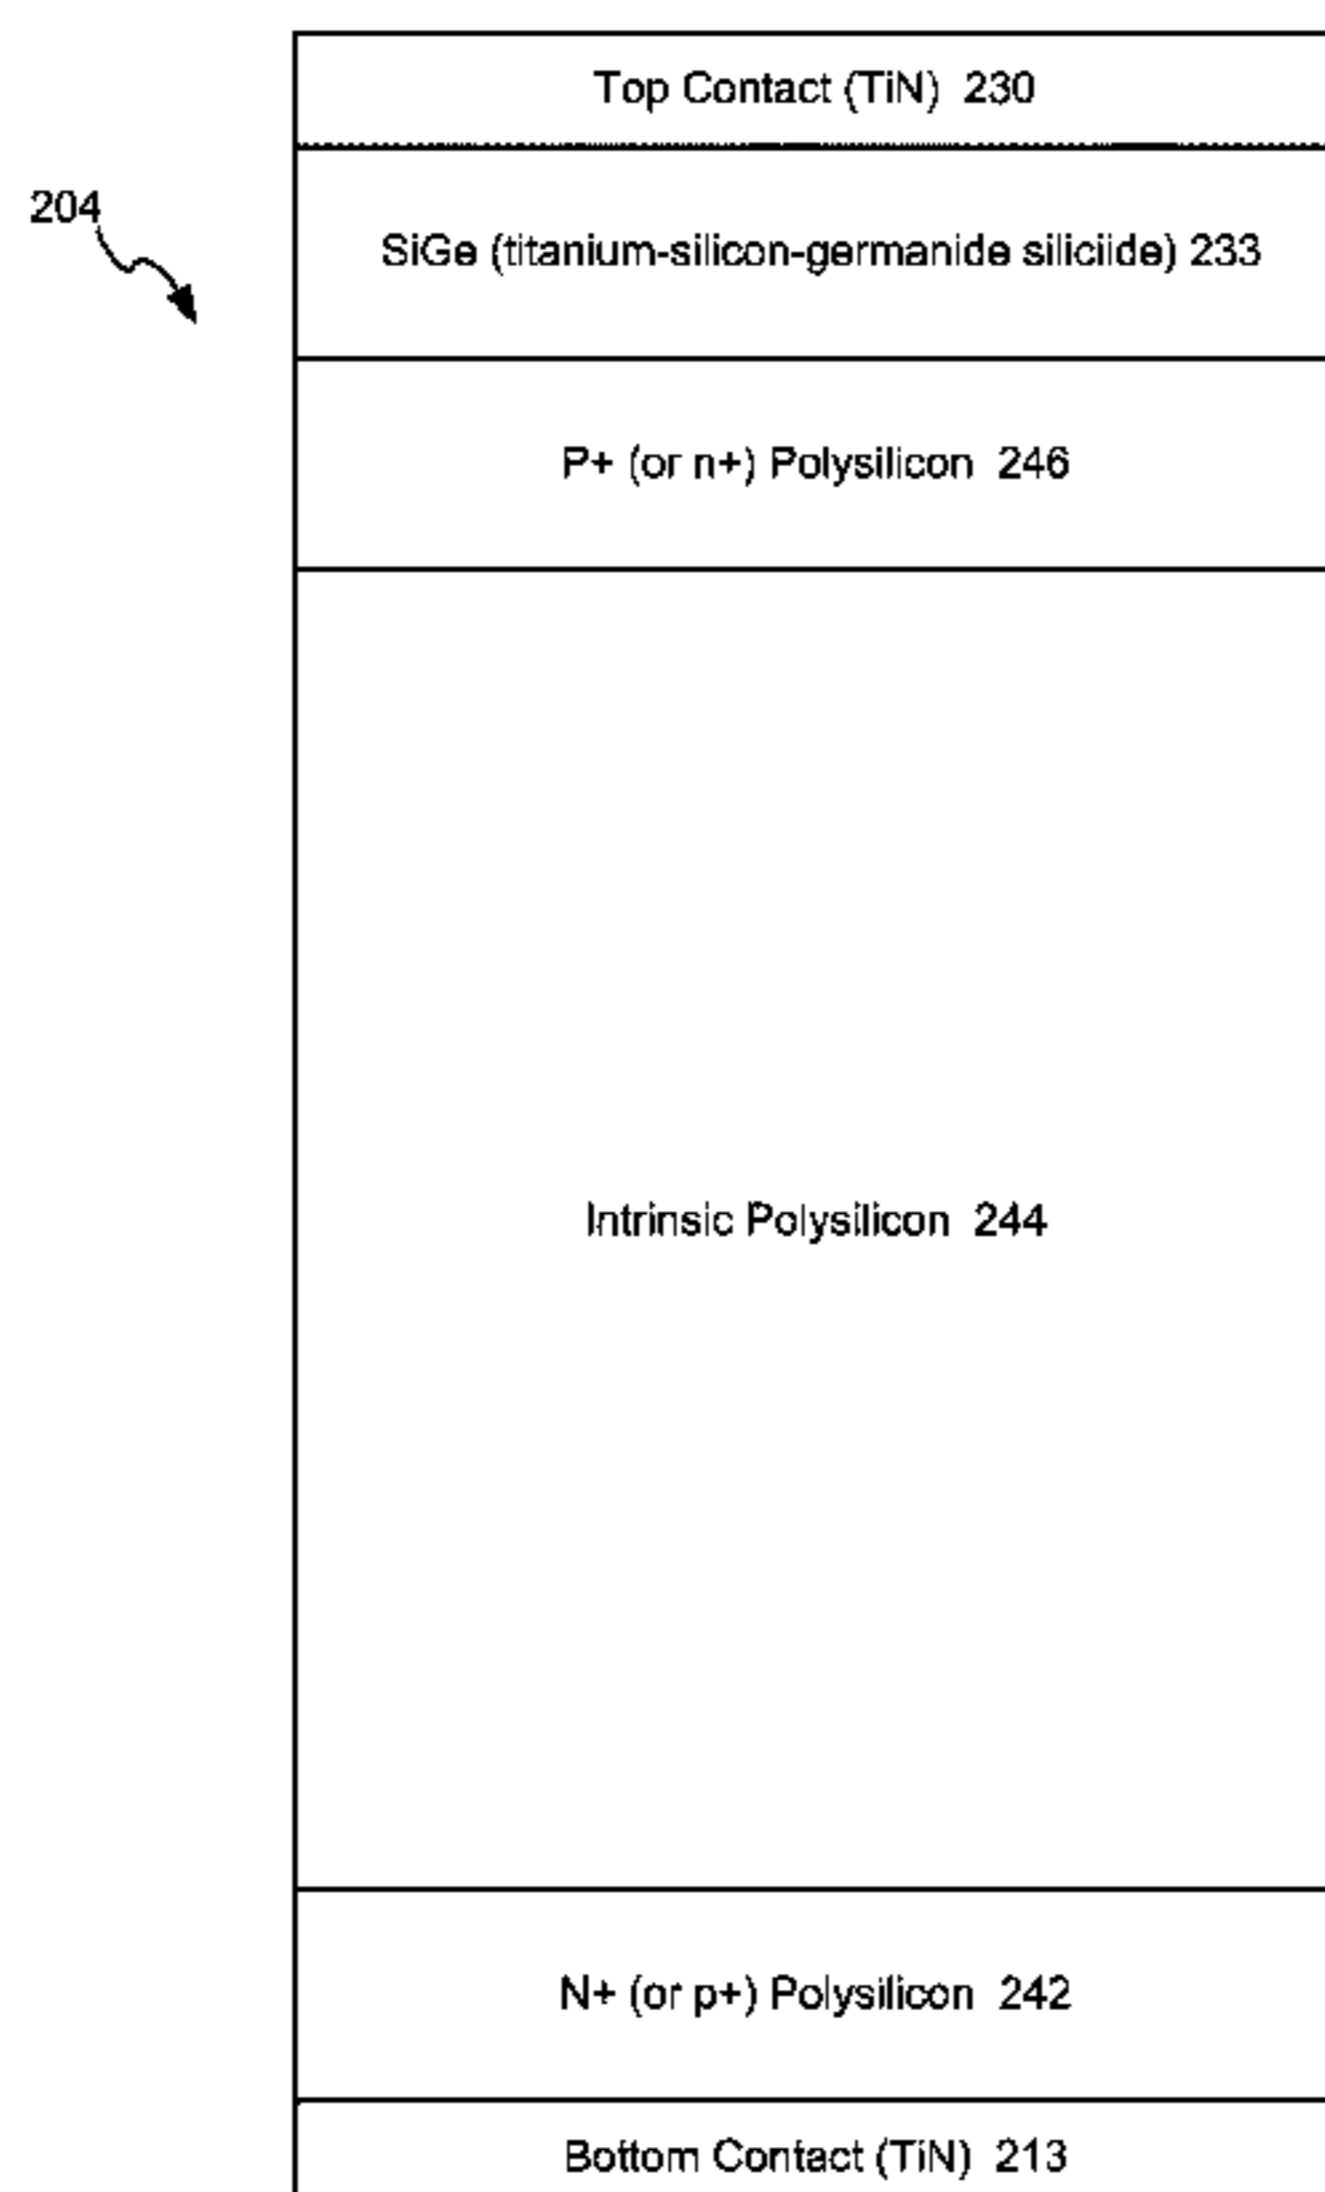 Top Contact (TiN) 230
204
SiGe (titanium-silicon-germanide siliciide) 233
P+ (or n+) Polysilicon 246
Intrinsic Polysilicon 244
N+ (or p+) Polysilicon 242
Bottom Contact (TiN) 213